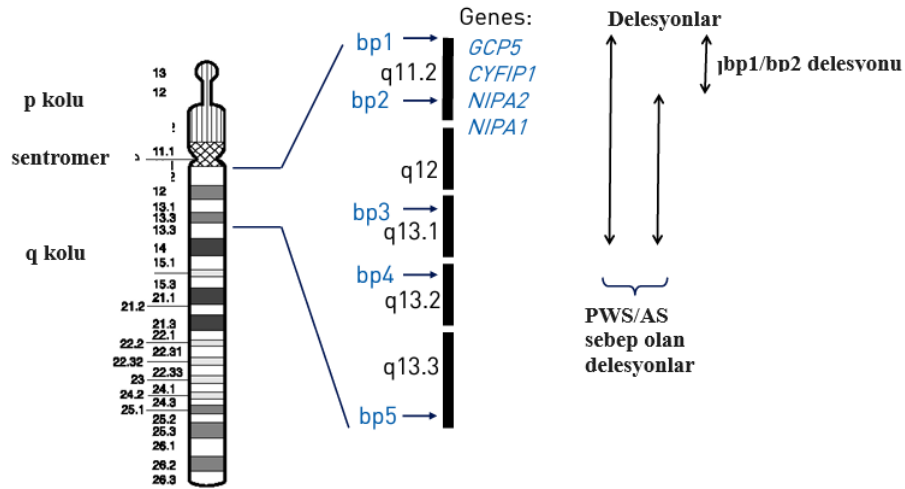 Genes:
GCP5
CYFIP1
NIPA2
NIPA1
bp1
q11.2
bp2
q12
bp3
q13.1
bp4
q13.2
q13.3
bp5
Delesyonlar
bp1/bp2 delesyonu
PWS/AS
sebep olan
delesyonlar
p kolu
sentromer
q kolu
13
12
11.1
12
13.1
13.3
13.3
14
15.1
15.3
21.1
21.2
21.3
22.1
22.2
22.31
22.32
22.33
23
24.1
24.2
24.3
25.1
25.2
25.3
26.1
26.2
26.3